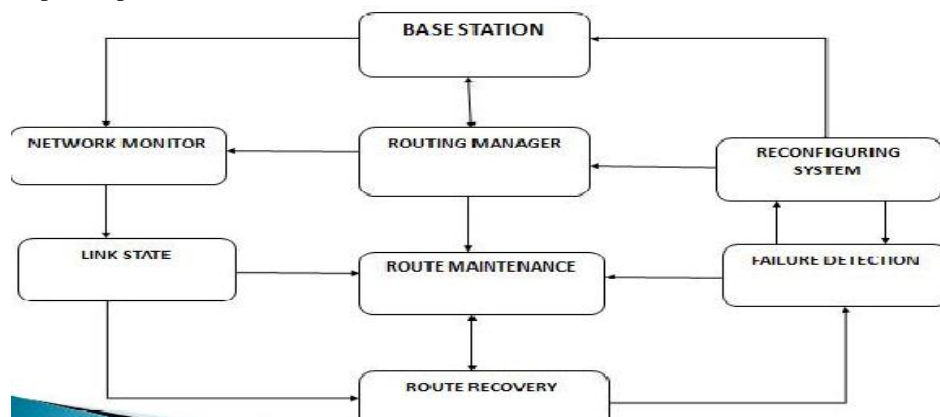 BASE STATION
NETWORK MONITOR
ROUTING MANAGER
RECONFIGURING
SYSTEM
LINK STATE
ROUTE MAINTENANCE
FAILURE DETECTION
ROUTE RECOVERY